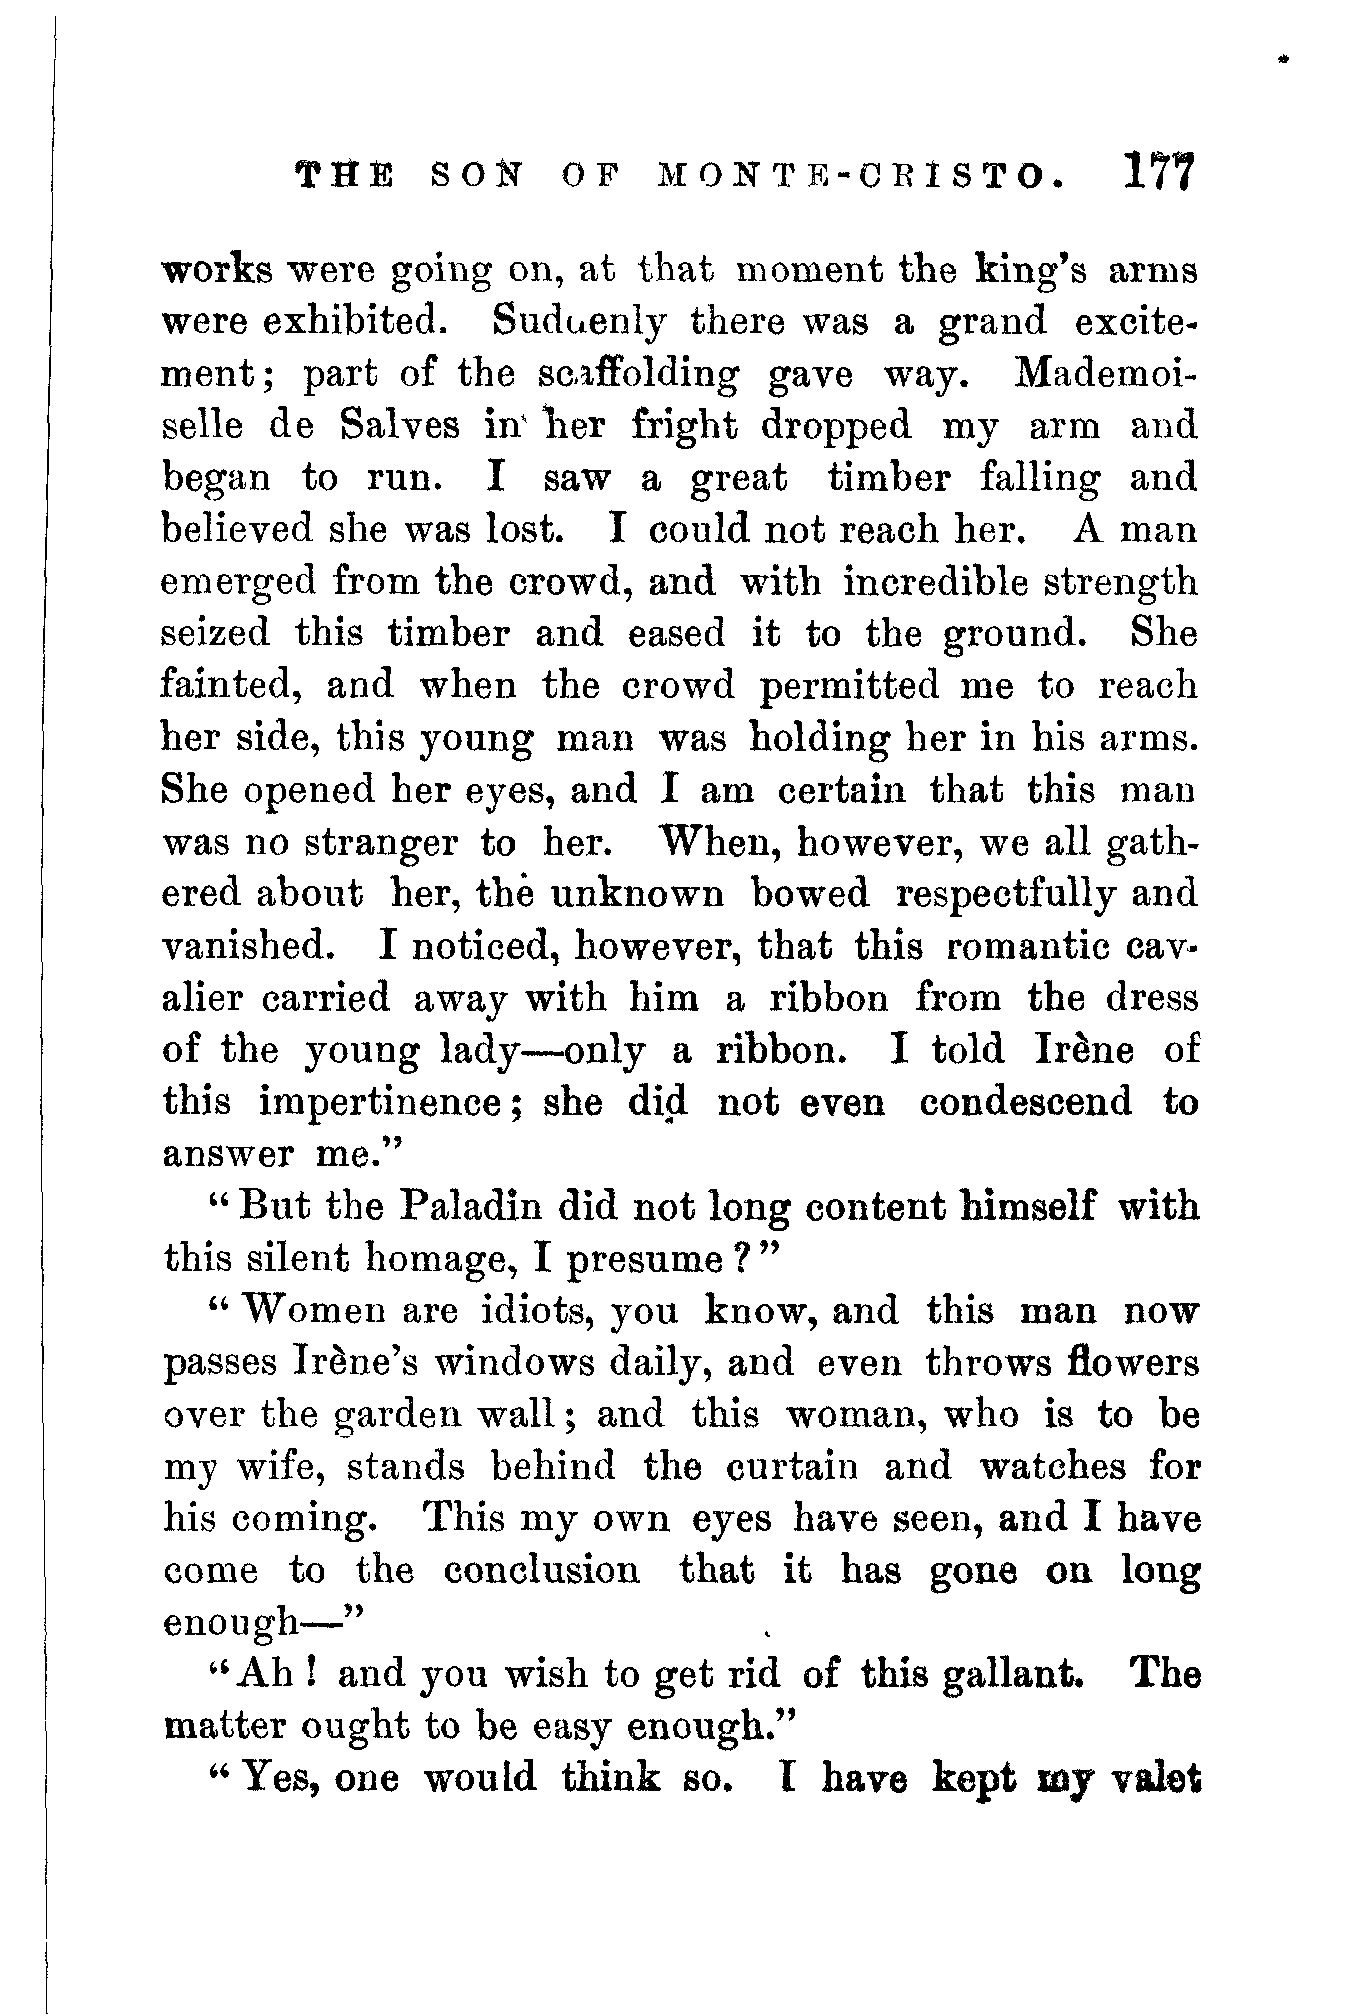 THE SON OF MONTE-CRISTO. 177
works were going on, at that moment the king's arms
were exhibited. Suddenly there was a grand excite-
ment; part of the scaffolding gave way. Mademoi-
selle de Salves in her fright dropped my arm and
began to run. I saw a great timber falling and
believed she was lost. I could not reach her. A man
emerged from the crowd, and with incredible strength
seized this timber and eased it to the ground. She
fainted, and when the crowd permitted me to reach
her side, this young man was holding her in his arms.
She opened her eyes, and I am certain that this man
was no stranger to her. When, however, we all gath-
ered about her, the unknown bowed respectfully and
vanished. I noticed, however, that this romantic cav-
alier carried away with him a ribbon from the dress
of the young lady—only a ribbon. I told Irène of
this impertinence; she did not even condescend to
answer me."
"But the Paladin did not long content himself with
this silent homage, I presume?"
"Women are idiots, you know, and this man now
passes Irène's windows daily, and even throws flowers
over the garden wall; and this woman, who is to be
my wife, stands behind the curtain and watches for
his coming. This my own eyes have seen, and I have
come to the conclusion that it has gone on long
enough—"
"Ah! and you wish to get rid of this gallant. The
matter ought to be easy enough."
"Yes, one would think so. I have kept my valet